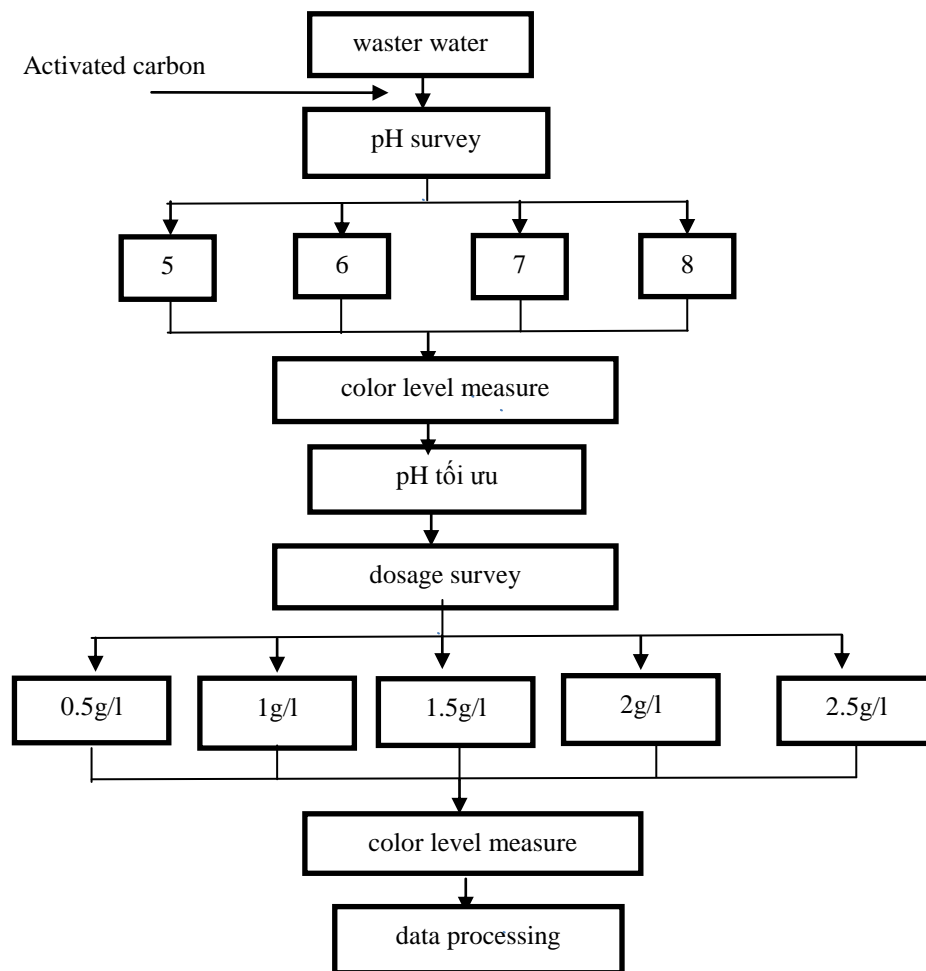 waster water
Activated carbon
pH survey
5 6 7 8
color level measure
pH tối ưu
dosage survey
0.5g/l 1g/l 1.5g/l 2g/l 2.5g/l
color level measure
data processing